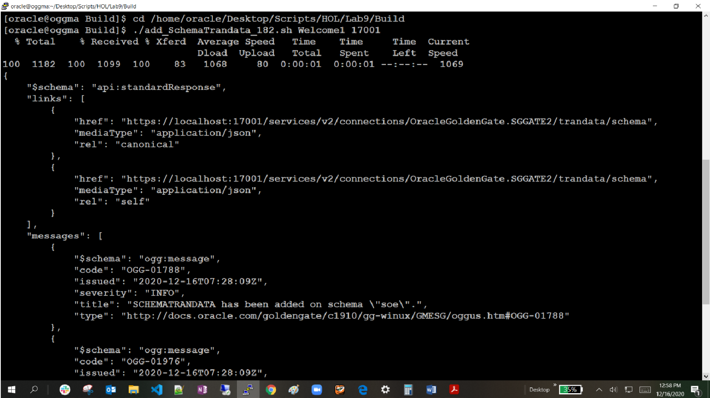 oracle@oggma:~/Desktop/Scripts/HOL/Lab9/Build
[oracle@oggma Build]$ cd /home/oracle/Desktop/Scripts/HOL/Lab9/Build
[oracle@oggma Build]$ ./add_SchemaTrandata_182.sh Welcome1 17001
% Total % Received % Xferd Average Speed Time Time Time Current
Dload Upload Total Spent Left Speed
100 1182 100 1099 100 83 1068 80 0:00:01 0:00:01 --:--:-- 1069
{
"$schema": "api:standardResponse",
"links": [
{
"href": "https://localhost:17001/services/v2/connections/OracleGoldenGate.SGGATE2/trandata/schema",
"mediaType": "application/json",
"rel": "canonical"
},
{
"href": "https://localhost:17001/services/v2/connections/OracleGoldenGate.SGGATE2/trandata/schema",
"mediaType": "application/json",
"rel": "self"
}
],
"messages": [
{
"$schema": "ogg:message",
"code": "OGG-01788",
"issued": "2020-12-16T07:28:09Z",
"severity": "INFO",
"title": "SCHEMATRANDATA has been added on schema \"soe\".",
"type": "http://docs.oracle.com/goldengate/c1910/gg-winux/GMESG/oggus.htm#OGG-01788"
},
{
"$schema": "ogg:message",
"code": "OGG-01976",
"issued": "2020-12-16T07:28:09Z",
Desktop
12:58 PM
12/16/2020